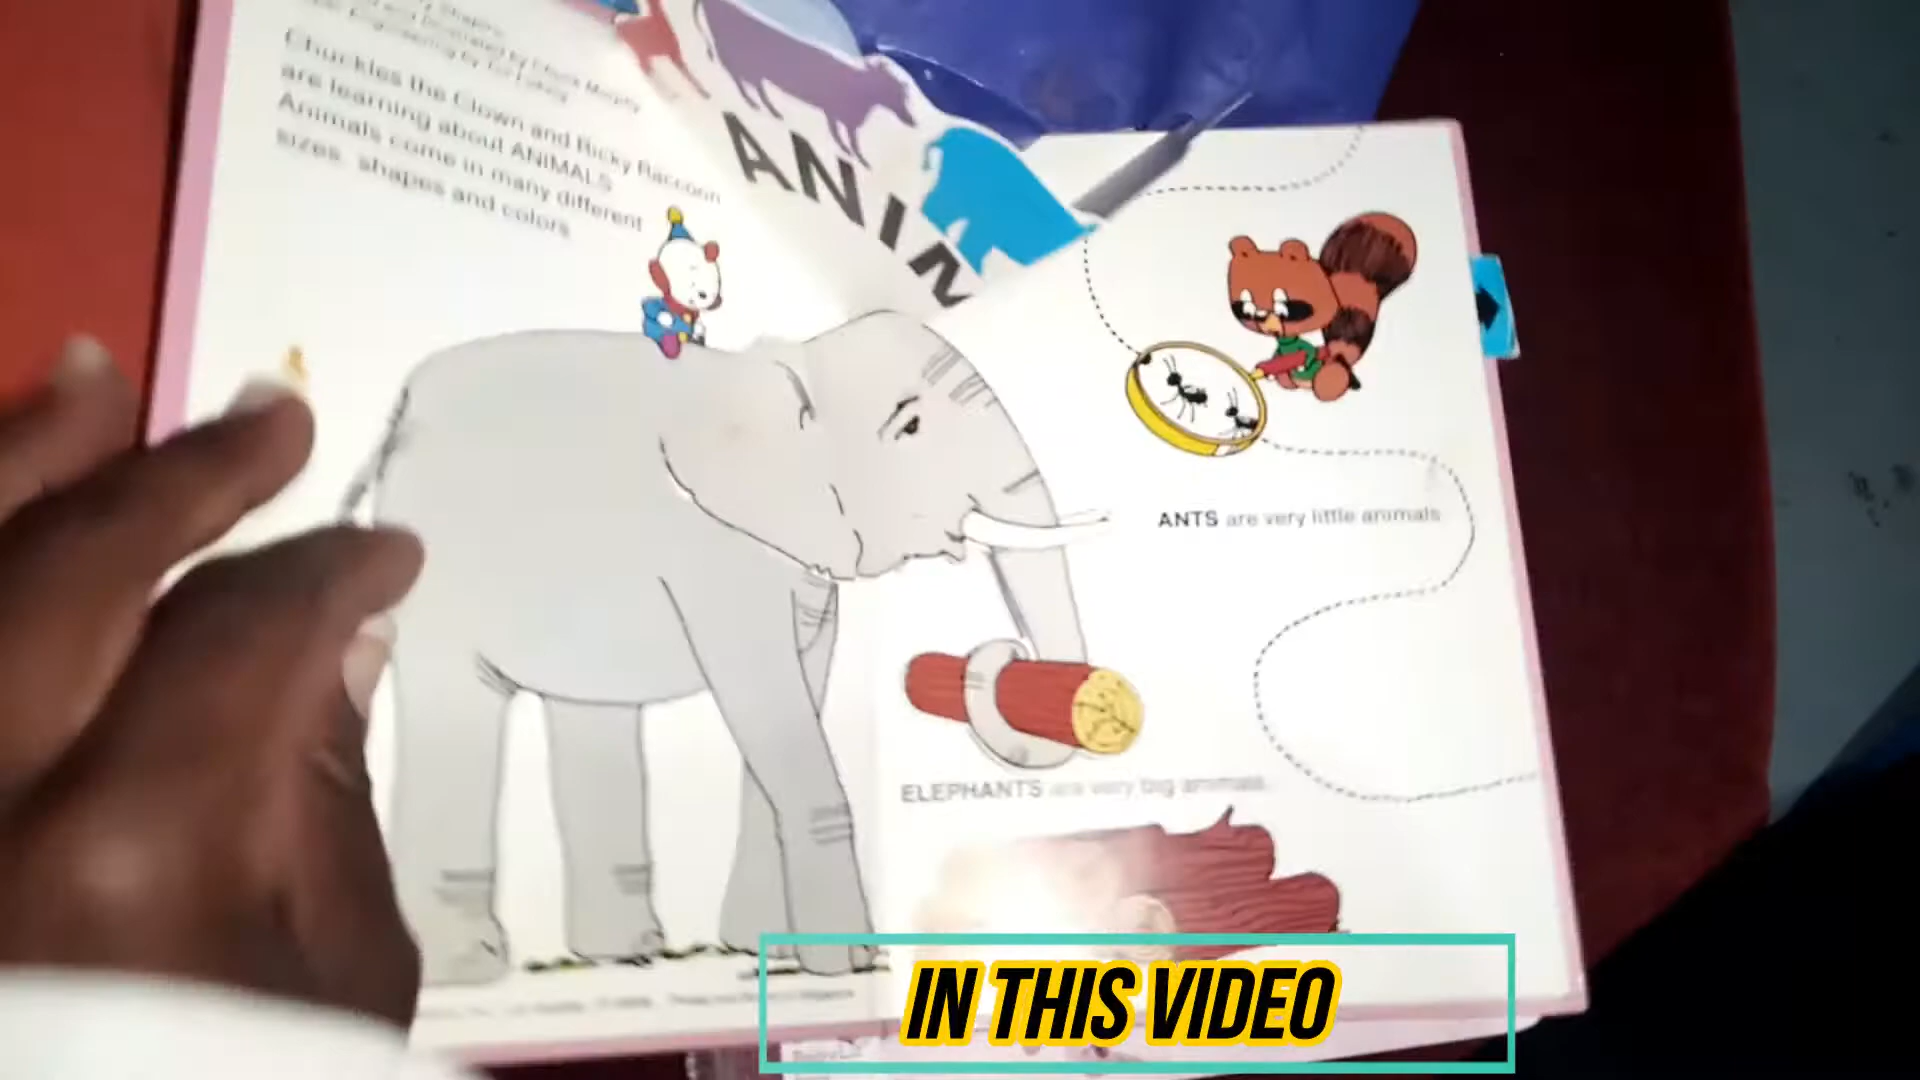 Chuckles the Clown and Ricky Raccoon
are learning about ANIMALS
Animals come in many different
sizes, shapes and colors
ANIM
ANTS are very little animals
ELEPHANTS are very big animals.
IN THIS VIDEO